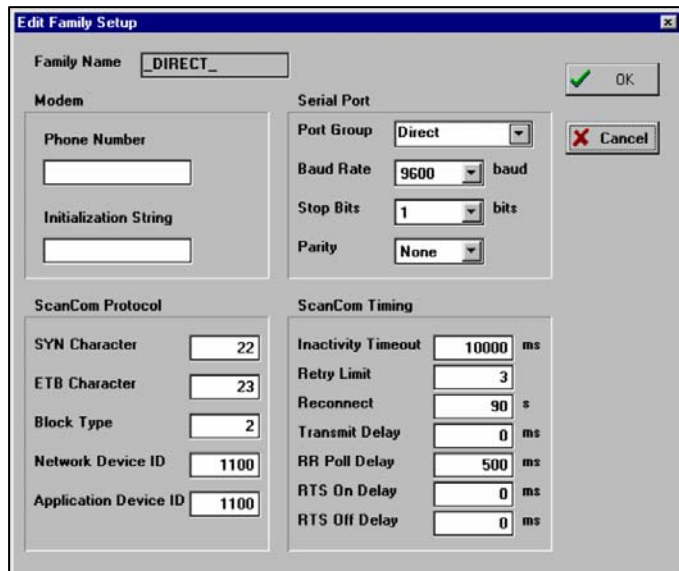 Edit Family Setup
Family Name _DIRECT_
OK
Cancel
Modem
Phone Number
Initialization String
Serial Port
Port Group Direct
Baud Rate 9600 baud
Stop Bits 1 bits
Parity None
ScanCom Protocol
SYN Character 22
ETB Character 23
Block Type 2
Network Device ID 1100
Application Device ID 1100
ScanCom Timing
Inactivity Timeout 10000 ms
Retry Limit 3
Reconnect 90 s
Transmit Delay 0 ms
RR Poll Delay 500 ms
RTS On Delay 0 ms
RTS Off Delay 0 ms